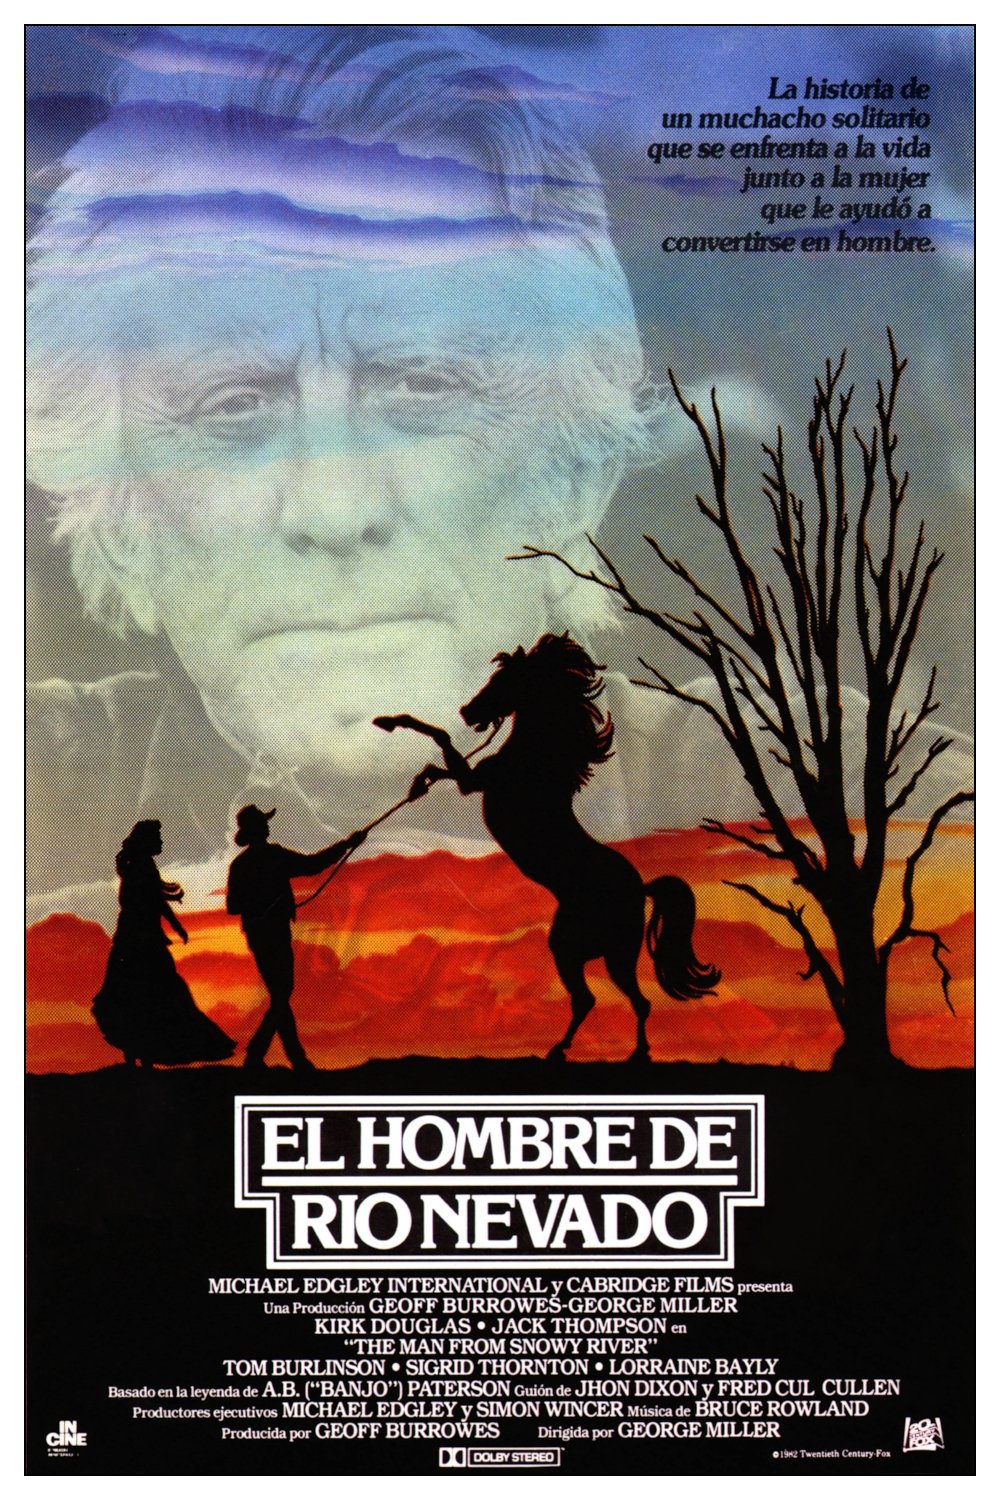 La historia de
un muchacho solitario
que se enfrenta a la vida
junto a la mujer
que le ayudó a
convertirse en hombre.
EL HOMBRE DE
RIO NEVADO
MICHAEL EDGLEY INTERNATIONAL y CABRIDGE FILMS presenta
Una Producción GEOFF BURROWES-GEORGE MILLER
KIRK DOUGLAS • JACK THOMPSON en
"THE MAN FROM SNOWY RIVER"
TOM BURLINSON • SIGRID THORNTON • LORRAINE BAYLY
Basado en la leyenda de A.B. ("BANJO") PATERSON Guión de JHON DIXON y FRED CUL CULLEN
Productores ejecutivos MICHAEL EDGLEY y SIMON WINCER Música de BRUCE ROWLAND
Producida por GEOFF BURROWES Dirigida por GEORGE MILLER
IN
CINE
DOLBY STEREO
©1982 Twentieth Century-Fox
20th
CENTURY
FOX